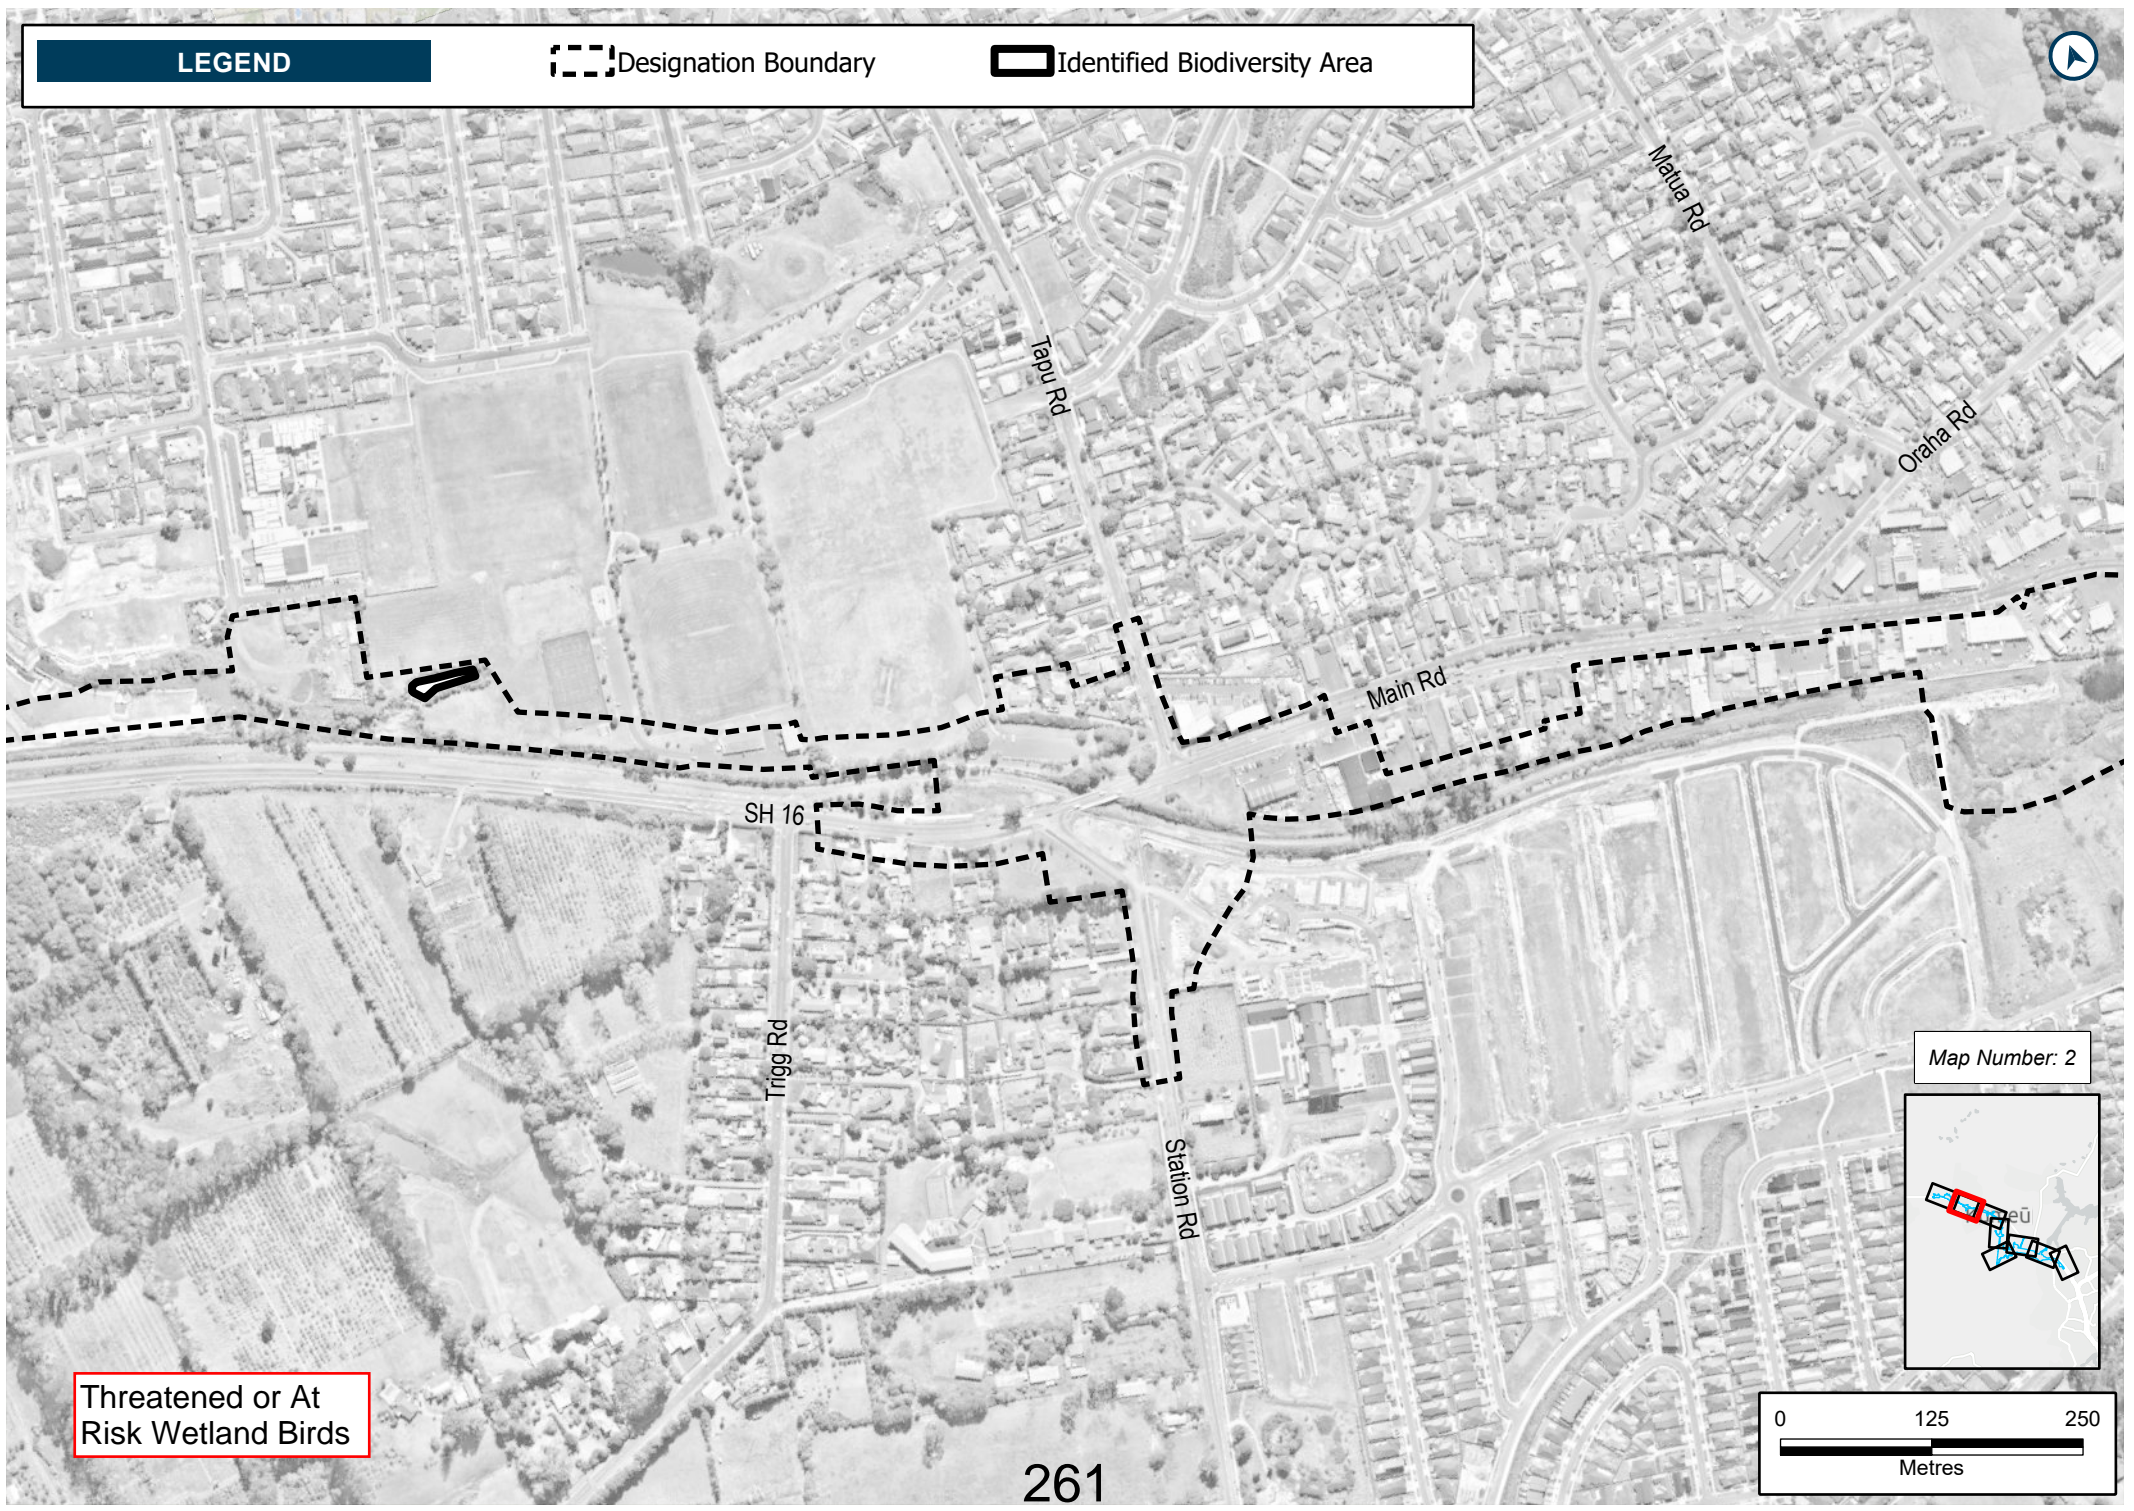 LEGEND
Designation Boundary
Identified Biodiversity Area
Matua Rd
Tapu Rd
Oraha Rd
Main Rd
SH 16
Trigg Rd
Station Rd
Map Number: 2
eū
Threatened or At
Risk Wetland Birds
0 125 250
Metres
261